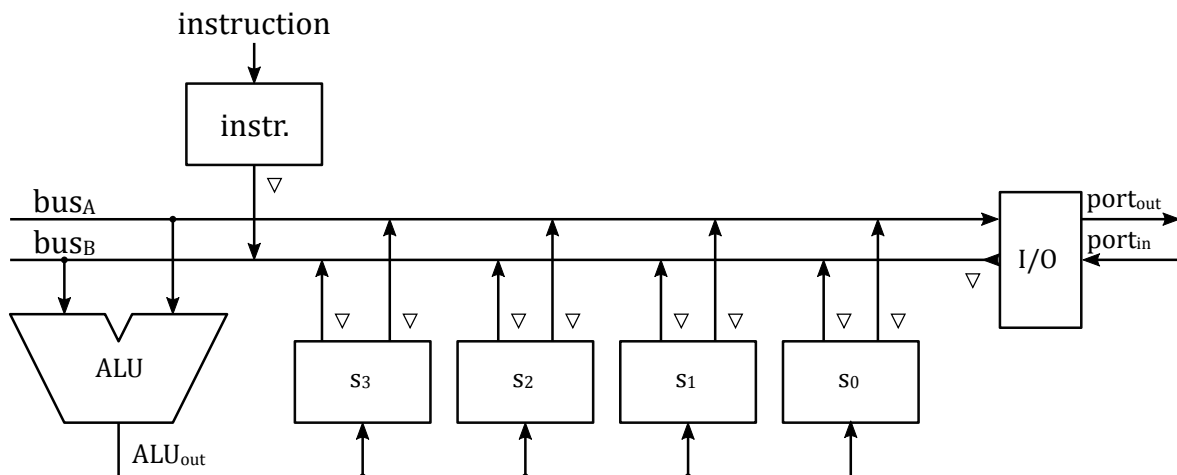 instruction
instr.
busA
portout
busB
portin
I/O
ALU
s3
s2
s1
s0
ALUout